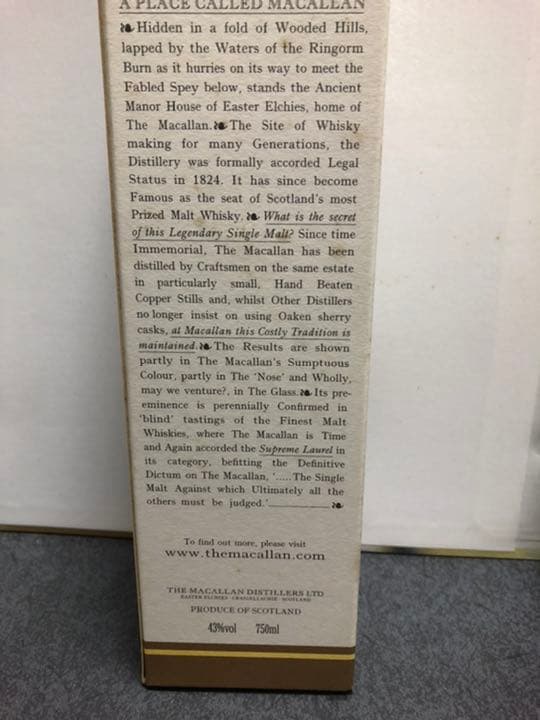 A PLACE CALLED MACALLAN
Hidden in a fold of Wooded Hills,
lapped by the Waters of the Ringorm
Burn as it hurries on its way to meet the
Fabled Spey below, stands the Ancient
Manor House of Easter Elchies, home of
The Macallan. The Site of Whisky
making for many Generations, the
Distillery was formally accorded Legal
Status in 1824. It has since become
Famous as the seat of Scotland's most
Prized Malt Whisky. What is the secret
of this Legendary Single Malt? Since time
Immemorial, The Macallan has been
distilled by Craftsmen on the same estate
in particularly small, Hand Beaten
Copper Stills and, whilst Other Distillers
no longer insist on using Oaken sherry
casks, at Macallan this Costly Tradition is
maintained. The Results are shown
partly in The Macallan's Sumptuous
Colour, partly in The 'Nose' and Wholly,
may we venture?, in The Glass. Its pre-
eminence is perennially Confirmed in
'blind' tastings of the Finest Malt
Whiskies, where The Macallan is Time
and Again accorded the Supreme Laurel in
its category, befitting the Definitive
Dictum on The Macallan, '.....The Single
Malt Against which Ultimately all the
others must be judged.'
To find out more, please visit
www.themacallan.com
THE MACALLAN DISTILLERS LTD
EASTER ELCHIES CRAIGELLACHIE SCOTLAND
PRODUCE OF SCOTLAND
43%vol 750ml